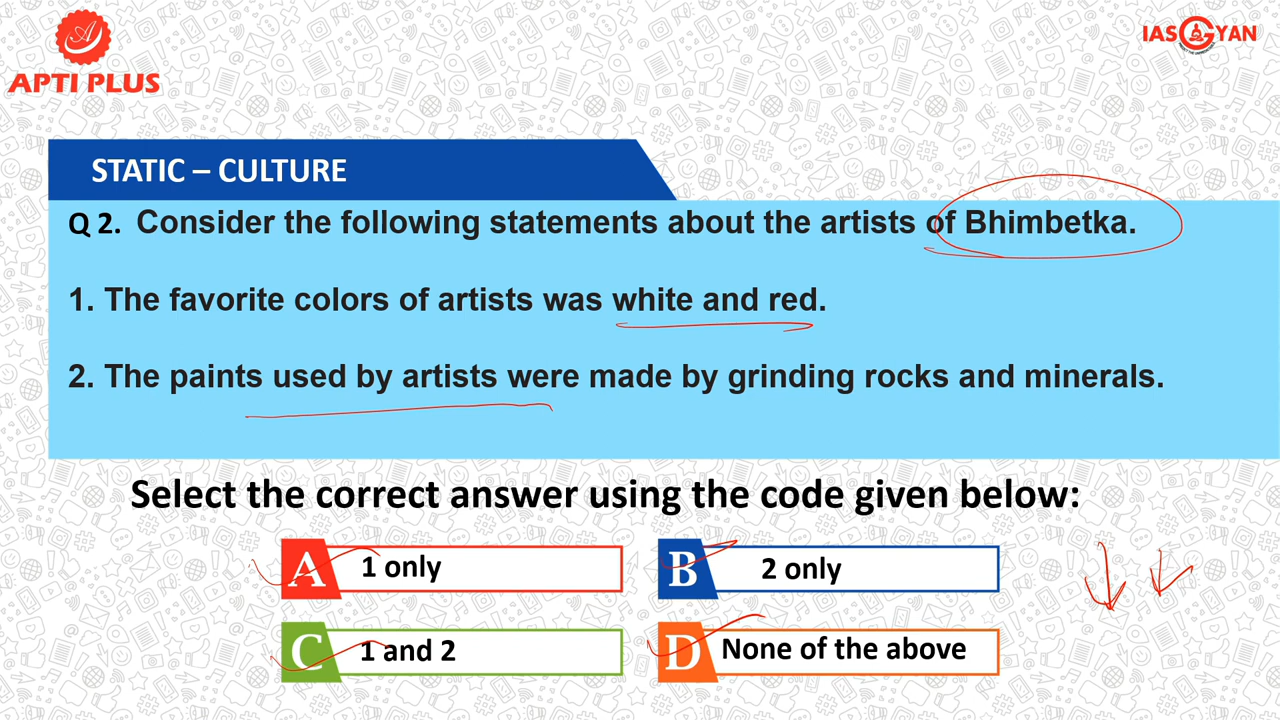 APTI PLUS
IAS GYAN
STATIC – CULTURE
Q 2. Consider the following statements about the artists of Bhimbetka.
1. The favorite colors of artists was white and red.
2. The paints used by artists were made by grinding rocks and minerals.
Select the correct answer using the code given below:
A 1 only
B 2 only
C 1 and 2
D None of the above